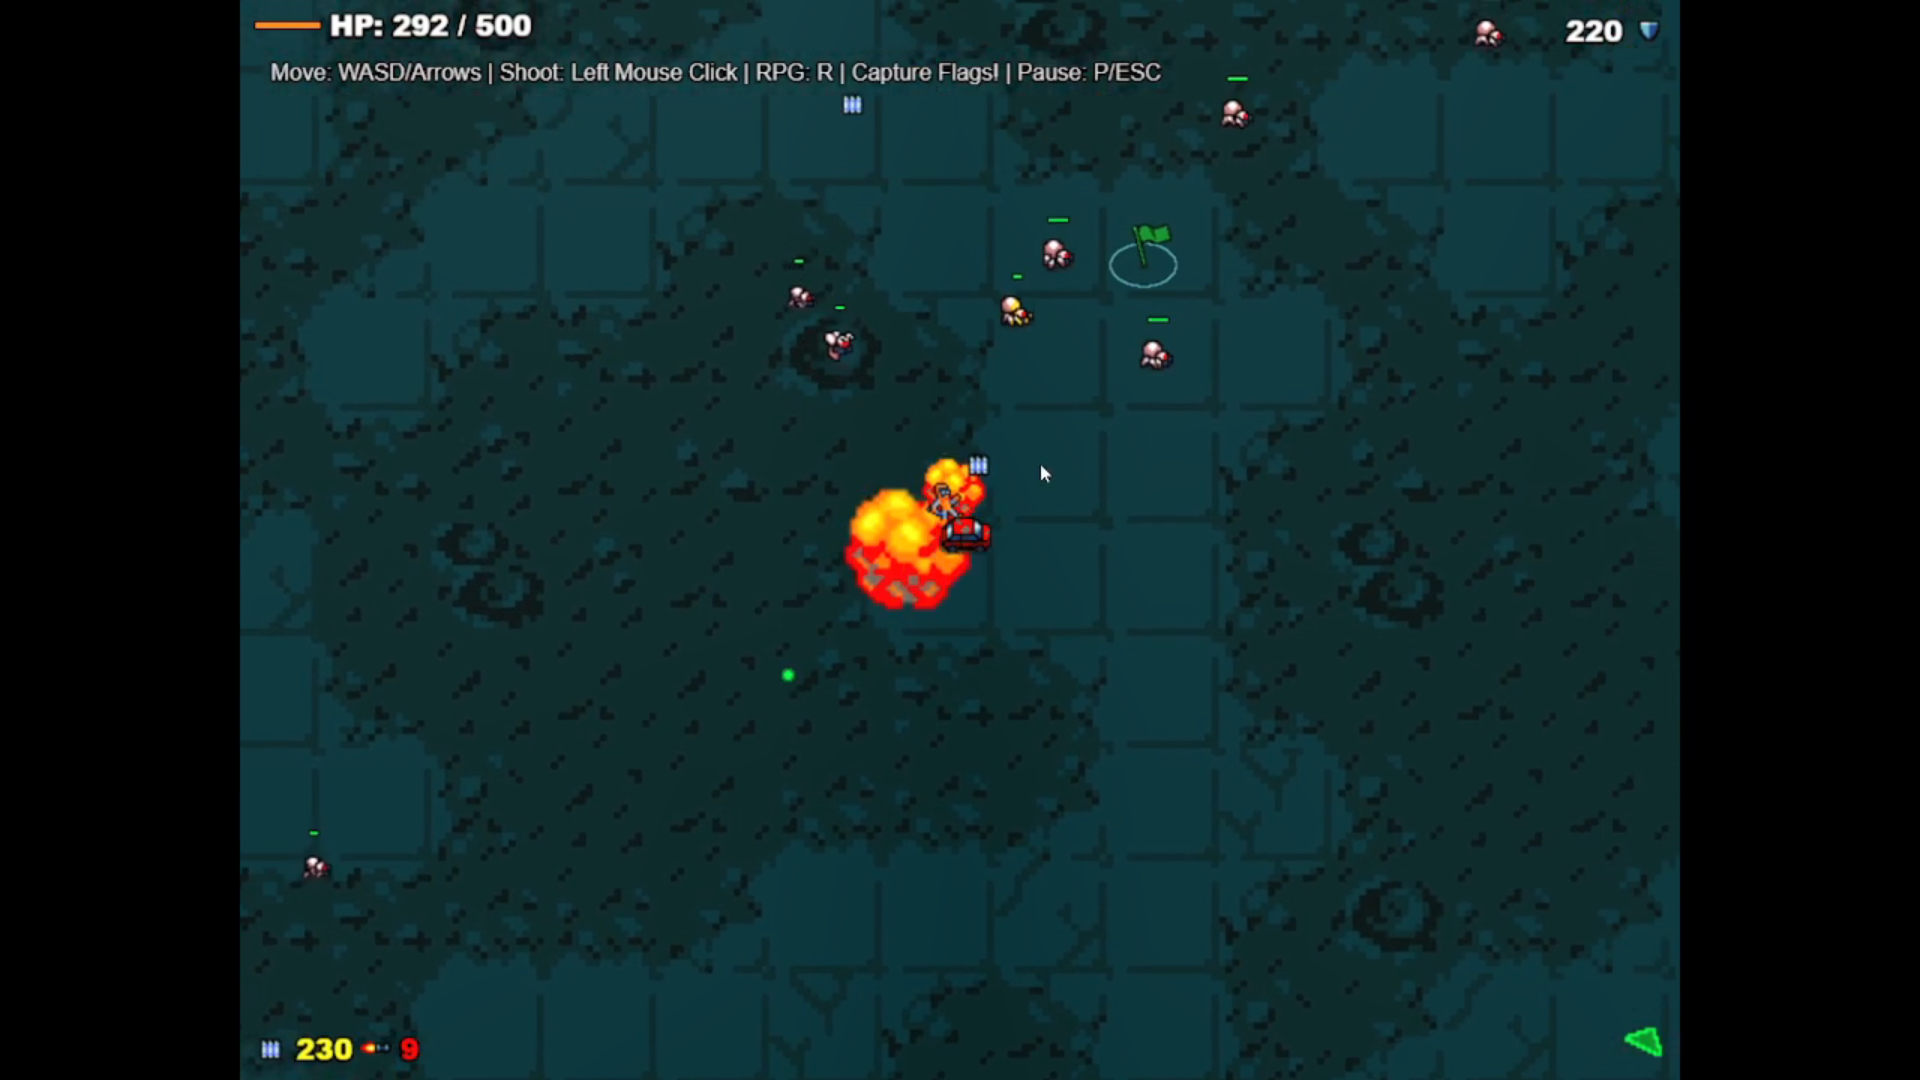 HP: 292 / 500
220
Move: WASD/Arrows | Shoot: Left Mouse Click | RPG: R | Capture Flags! | Pause: P/ESC
230 9